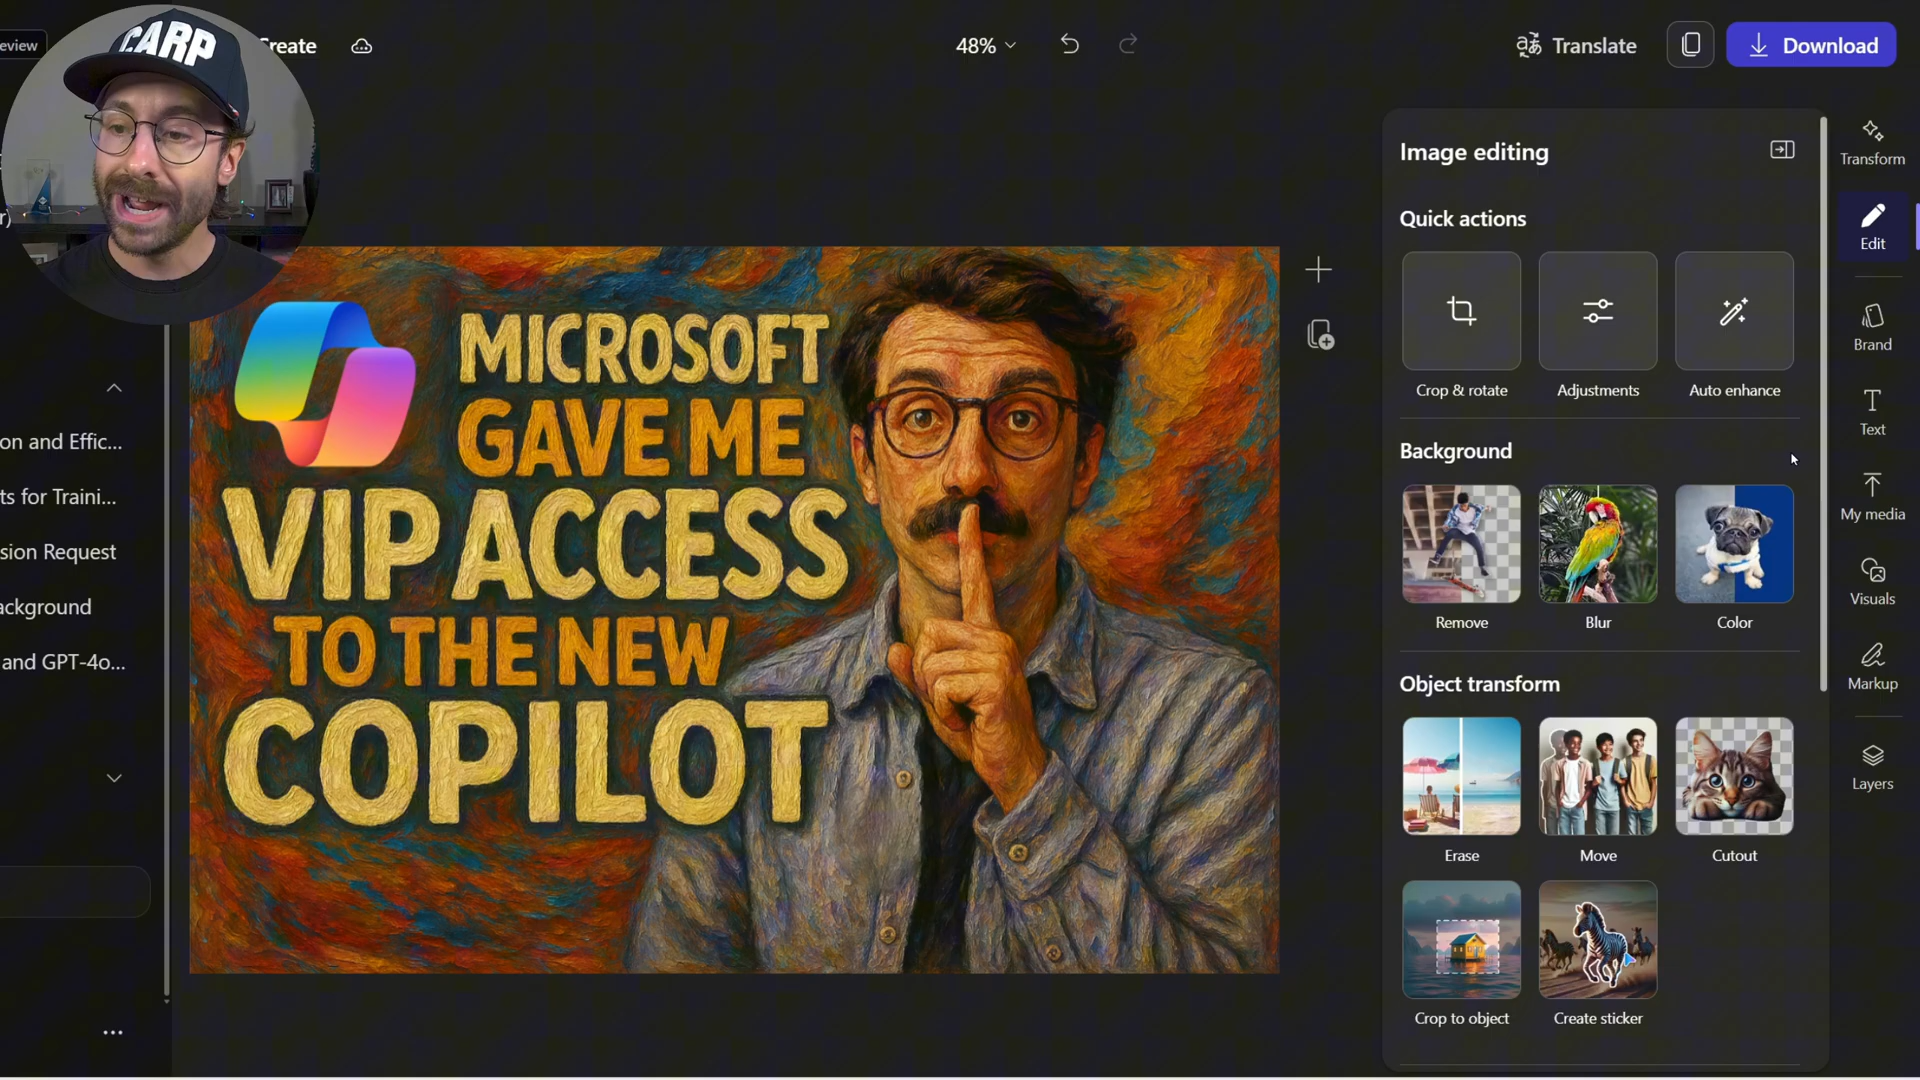 eview
CARP
Create
48%
Translate
Download
Image editing
Transform
Quick actions
Edit
Crop & rotate
Adjustments
Auto enhance
Brand
Background
Text
Remove
Blur
Color
My media
Object transform
Visuals
Erase
Move
Cutout
Markup
Crop to object
Create sticker
Layers
r)
on and Effic...
ts for Traini...
sion Request
ackground
and GPT-4o...
...
MICROSOFT
GAVE ME
VIP ACCESS
TO THE NEW
COPILOT